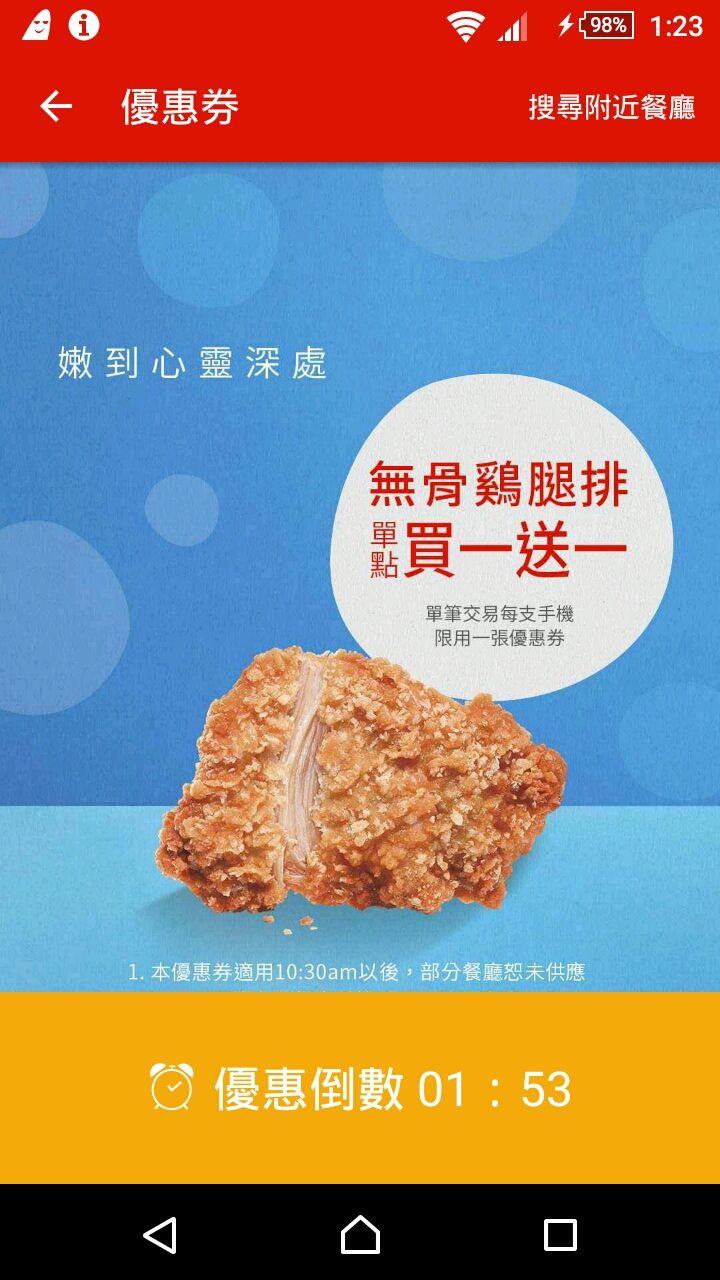 98% 1:23
優惠券 搜尋附近餐廳
嫩到心靈深處
無骨鷄腿排
單點買一送一
單筆交易每支手機
限用一張優惠券
1. 本優惠券適用10:30am以後，部分餐廳恕未供應
優惠倒數 01：53